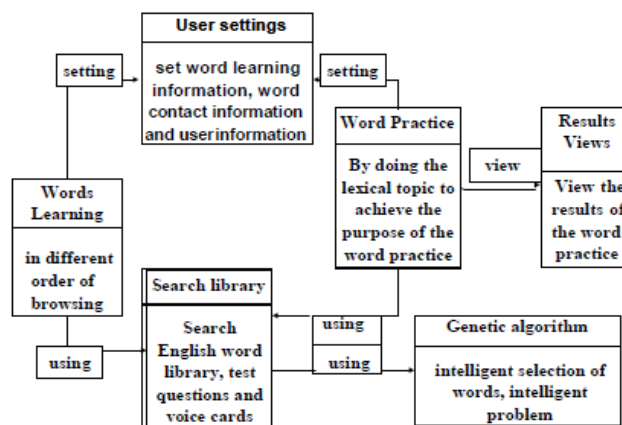 User settings
set word learning
information, word
contact information
and userinformation
setting
setting
Word Practice
By doing the
lexical topic to
achieve the
purpose of the
word practice
view
Results
Views
View the
results of
the word
practice
Words
Learning
in different
order of
browsing
using
Search library
Search
English word
library, test
questions and
voice cards
using
using
Genetic algorithm
intelligent selection of
words, intelligent
problem